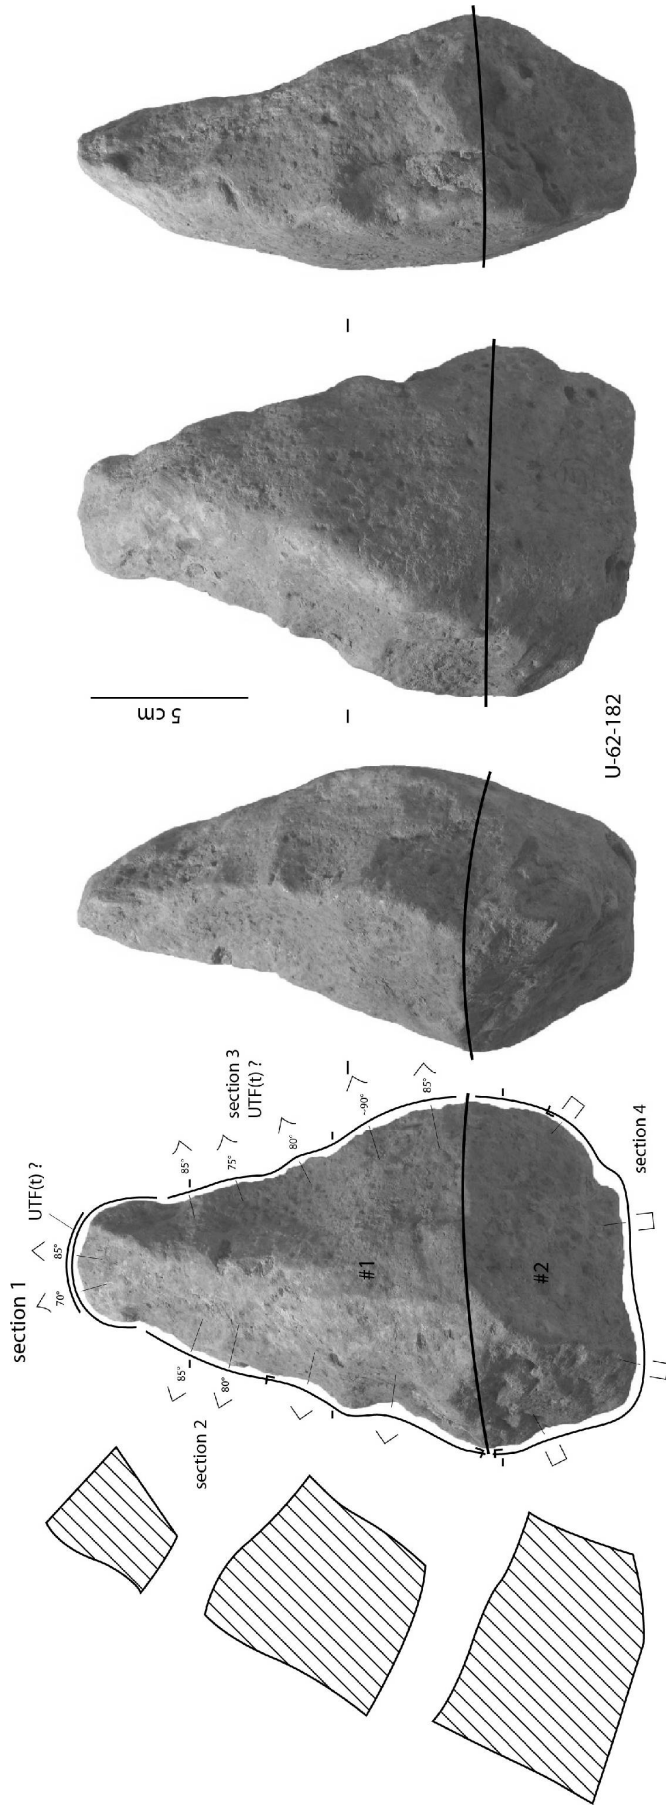 section 1
70°
85°
UTF(t) ?
section 2
85°
80°
section 3
UTF(t) ?
85°
75°
80°
~90°
85°
#1
#2
section 4
5 cm
U-62-182